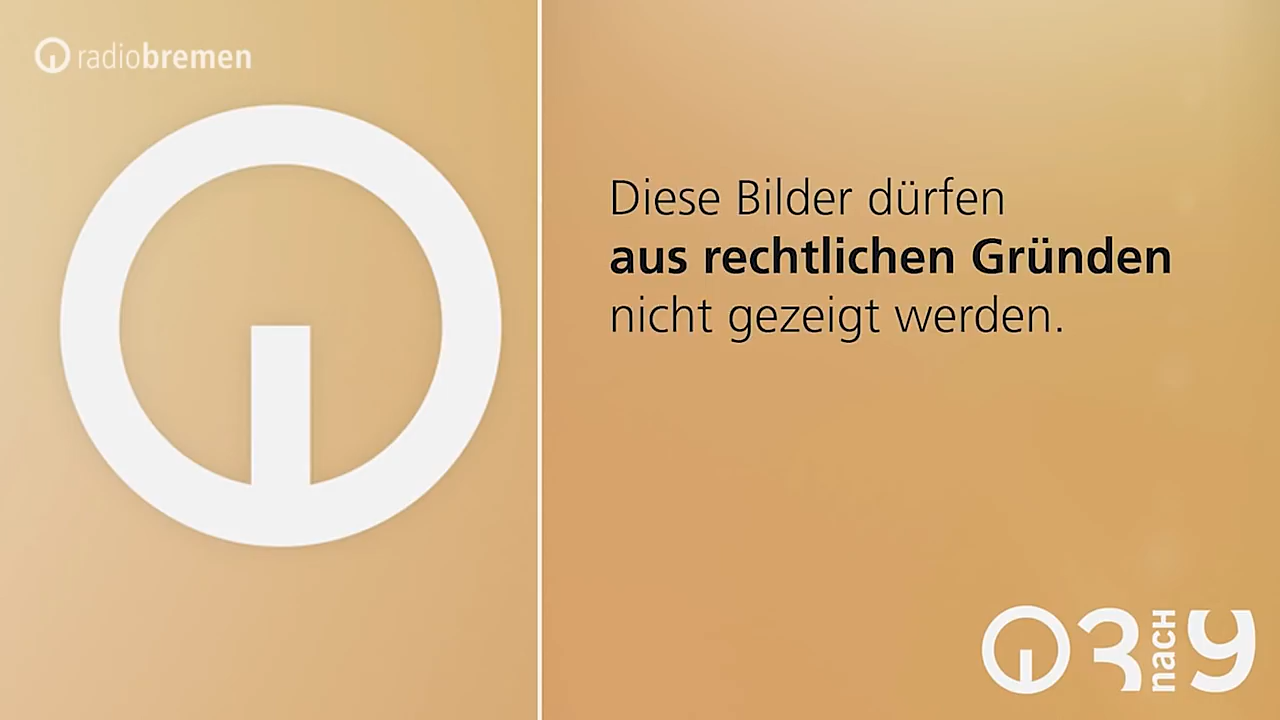 radiobremen
Diese Bilder dürfen
aus rechtlichen Gründen
nicht gezeigt werden.
3 nach 9